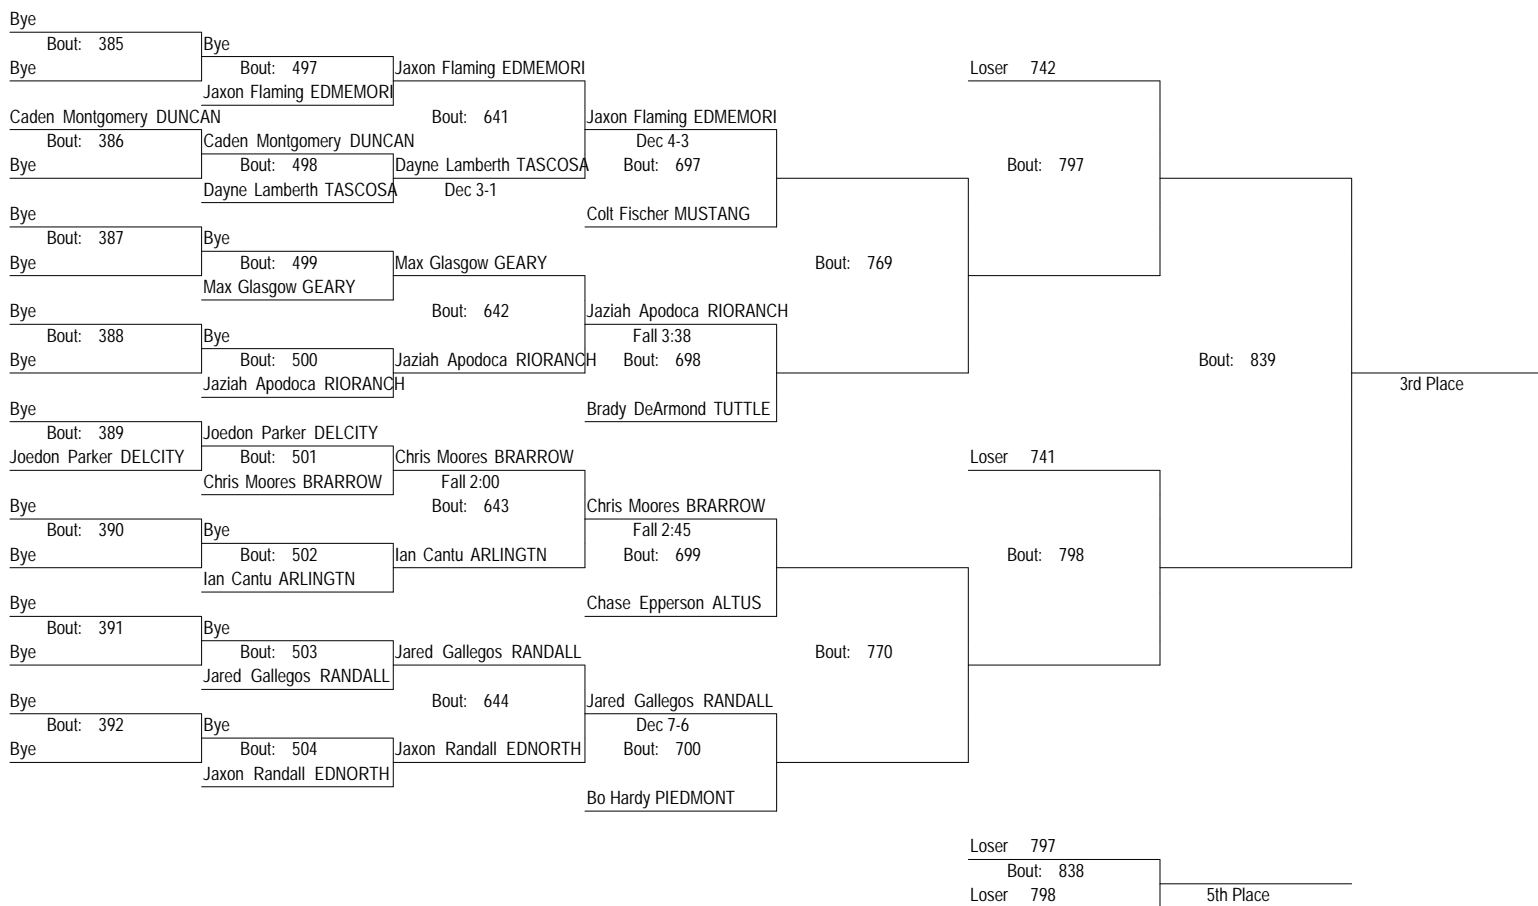 Bye
Bout: 385 Bye
Bye Bout: 497 Jaxon Flaming EDMEMORI Loser 742
Jaxon Flaming EDMEMORI
Caden Montgomery DUNCAN Bout: 641 Jaxon Flaming EDMEMORI
Bout: 386 Caden Montgomery DUNCAN Dec 4-3
Bye Bout: 498 Dayne Lamberth TASCOSA Bout: 697 Bout: 797
Dayne Lamberth TASCOSA Dec 3-1
Bye Colt Fischer MUSTANG
Bout: 387 Bye
Bye Bout: 499 Max Glasgow GEARY Bout: 769
Max Glasgow GEARY
Bye Bout: 642 Jaziah Apodoca RIORANCH
Bout: 388 Bye Fall 3:38
Bye Bout: 500 Jaziah Apodoca RIORANCH Bout: 698 Bout: 839
Jaziah Apodoca RIORANCH 3rd Place
Bye Brady DeArmond TUTTLE
Bout: 389 Joedon Parker DELCITY
Joedon Parker DELCITY Bout: 501 Chris Moores BRARROW Loser 741
Chris Moores BRARROW Fall 2:00
Bye Bout: 643 Chris Moores BRARROW
Bout: 390 Bye Fall 2:45
Bye Bout: 502 Ian Cantu ARLINGTN Bout: 699 Bout: 798
Ian Cantu ARLINGTN
Bye Chase Epperson ALTUS
Bout: 391 Bye
Bye Bout: 503 Jared Gallegos RANDALL Bout: 770
Jared Gallegos RANDALL
Bye Bout: 644 Jared Gallegos RANDALL
Bout: 392 Bye Dec 7-6
Bye Bout: 504 Jaxon Randall EDNORTH Bout: 700
Jaxon Randall EDNORTH
Bo Hardy PIEDMONT
Loser 797
Bout: 838
Loser 798 5th Place